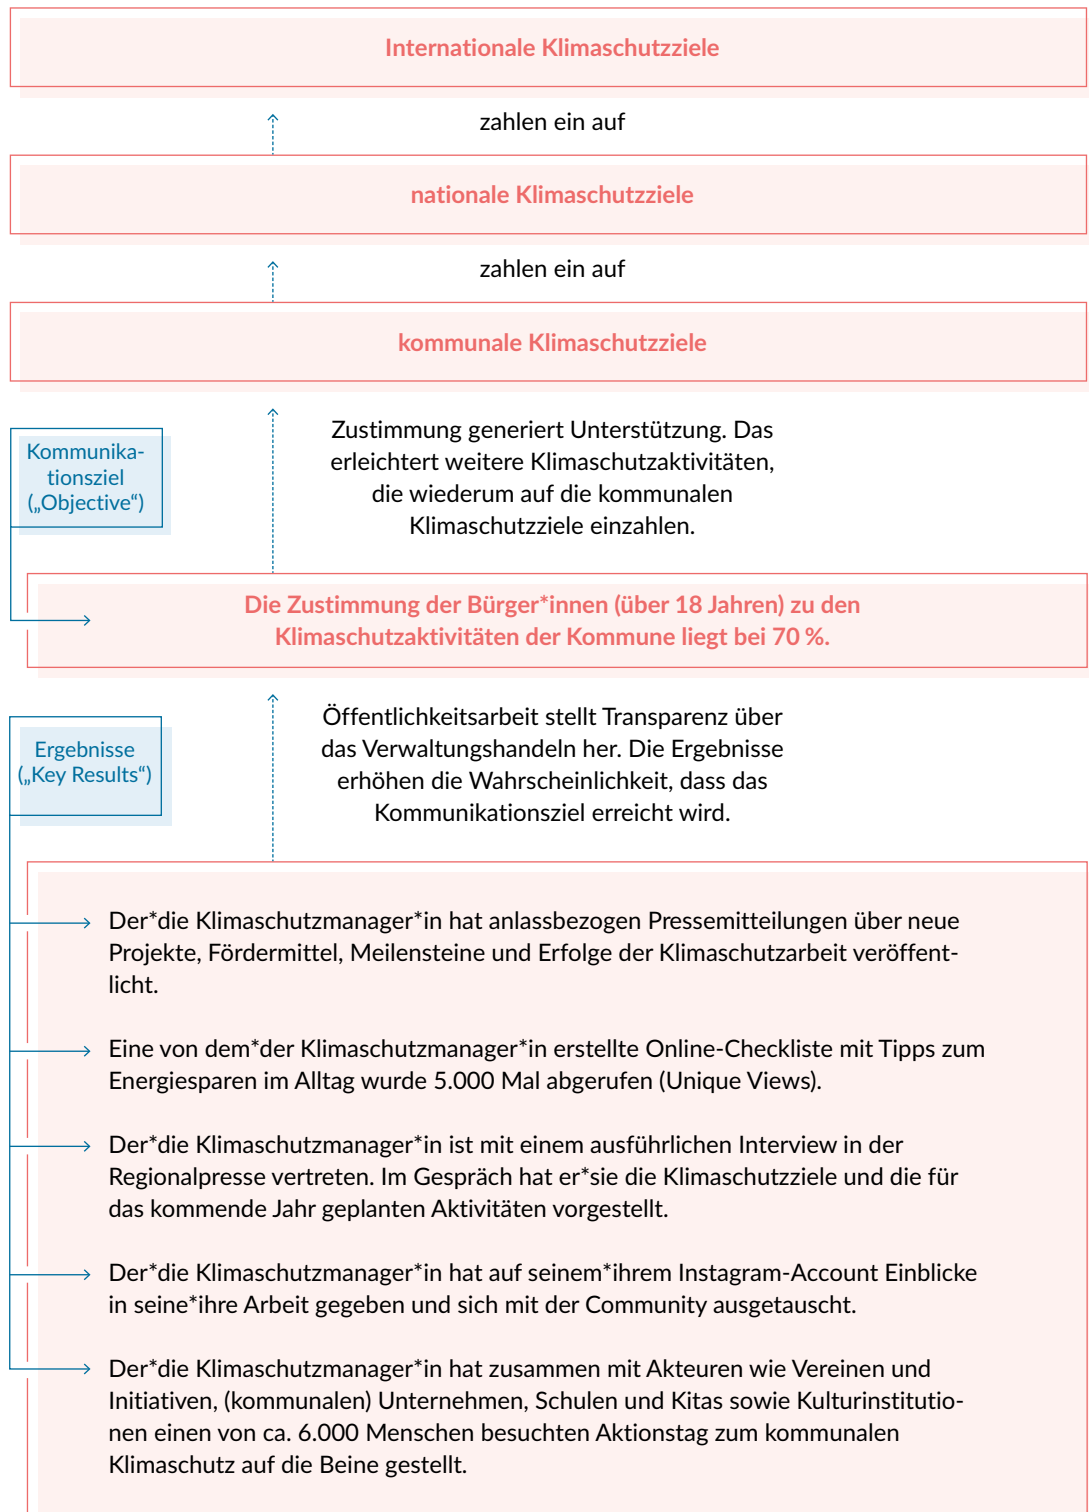 Internationale Klimaschutzziele
zahlen ein auf
nationale Klimaschutzziele
zahlen ein auf
kommunale Klimaschutzziele
Kommunika-
tionsziel
(„Objective“)
Zustimmung generiert Unterstützung. Das
erleichtert weitere Klimaschutzaktivitäten,
die wiederum auf die kommunalen
Klimaschutzziele einzahlen.
Die Zustimmung der Bürger*innen (über 18 Jahren) zu den
Klimaschutzaktivitäten der Kommune liegt bei 70 %.
Ergebnisse
(„Key Results“)
Öffentlichkeitsarbeit stellt Transparenz über
das Verwaltungshandeln her. Die Ergebnisse
erhöhen die Wahrscheinlichkeit, dass das
Kommunikationsziel erreicht wird.
Der*die Klimaschutzmanager*in hat anlassbezogen Pressemitteilungen über neue
Projekte, Fördermittel, Meilensteine und Erfolge der Klimaschutzarbeit veröffent-
licht.
Eine von dem*der Klimaschutzmanager*in erstellte Online-Checkliste mit Tipps zum
Energiesparen im Alltag wurde 5.000 Mal abgerufen (Unique Views).
Der*die Klimaschutzmanager*in ist mit einem ausführlichen Interview in der
Regionalpresse vertreten. Im Gespräch hat er*sie die Klimaschutzziele und die für
das kommende Jahr geplanten Aktivitäten vorgestellt.
Der*die Klimaschutzmanager*in hat auf seinem*ihrem Instagram-Account Einblicke
in seine*ihre Arbeit gegeben und sich mit der Community ausgetauscht.
Der*die Klimaschutzmanager*in hat zusammen mit Akteuren wie Vereinen und
Initiativen, (kommunalen) Unternehmen, Schulen und Kitas sowie Kulturinstitutio-
nen einen von ca. 6.000 Menschen besuchten Aktionstag zum kommunalen
Klimaschutz auf die Beine gestellt.